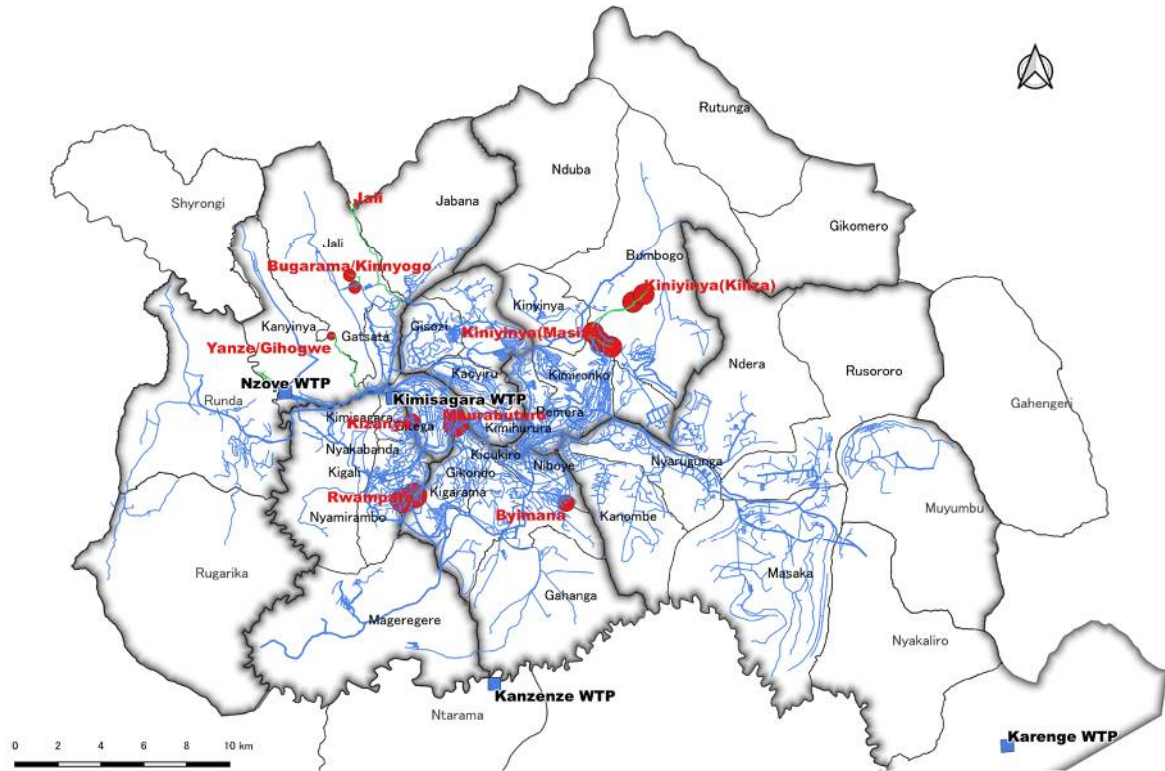 Rutunga
Nduba
Shyrongi
Jali
Jabana
Gikomero
Jali
Bumbogo
Bugarama/Kinnyogo
Kiniyinya(Kiliza)
Kinyinya
Kanyinya
Gatsata
Gisozi
Yanze/Gihogwe
Ndera
Rusororo
Gahengeri
Kacyiru
Kimironko
Nzove WTP
Runda
Kimisagara WTP
Kimisagara
Remera
Kimihurura
Nyakabanda
Kicukiro
Niboye
Nyarugunga
Kigali
Gikondo
Kigarama
Nyamirambo
Byimana
Kanombe
Muyumbu
Rugarika
Masaka
Gahanga
Mageregere
Nyakaliro
Kanzenze WTP
Ntarama
Karenge WTP
0 2 4 6 8 10 km